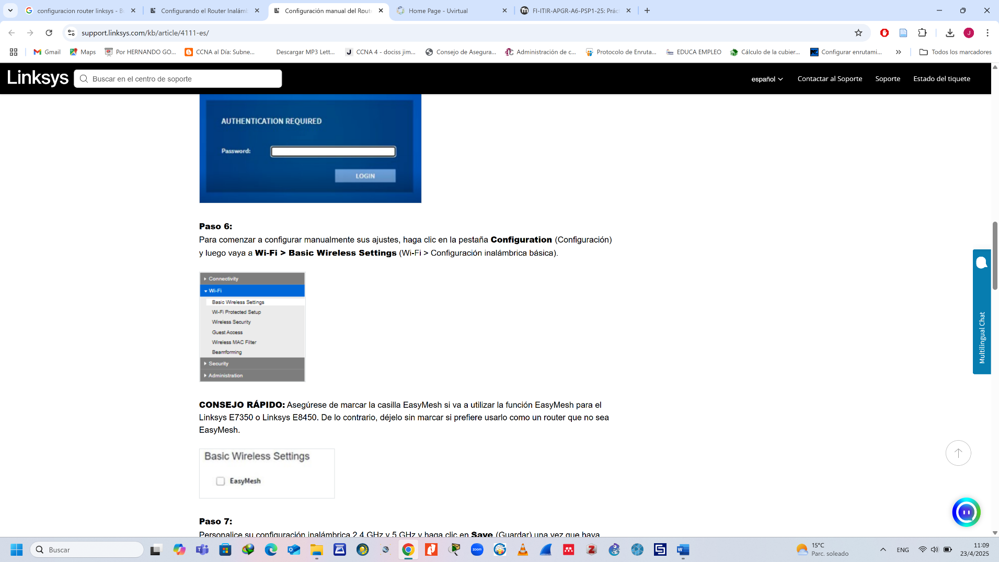 configuracion router linksys - B
Configurando el Router Inalámb
Configuración manual del Route
Home Page - Uvirtual
FI-ITIR-APGR-A6-PSP1-25: Prác
support.linksys.com/kb/article/4111-es/
J
Gmail
Maps
Por HERNANDO GO...
CCNA al Día: Subne...
Descargar MP3 Lett...
CCNA 4 - dociss jim...
Consejo de Asegura...
Administración de c...
Protocolo de Enruta...
EDUCA EMPLEO
Cálculo de la cubier...
Configurar enrutami...
Todos los marcadores
Linksys
Buscar en el centro de soporte
español
Contactar al Soporte
Soporte
Estado del tiquete
AUTHENTICATION REQUIRED
Password:
LOGIN
Paso 6:
Para comenzar a configurar manualmente sus ajustes, haga clic en la pestaña Configuration (Configuración)
y luego vaya a Wi-Fi > Basic Wireless Settings (Wi-Fi > Configuración inalámbrica básica).
Connectivity
Wi-Fi
Basic Wireless Settings
Wi-Fi Protected Setup
Wireless Security
Guest Access
Wireless MAC Filter
Beamforming
Security
Administration
Multilingual Chat
CONSEJO RÁPIDO: Asegúrese de marcar la casilla EasyMesh si va a utilizar la función EasyMesh para el
Linksys E7350 o Linksys E8450. De lo contrario, déjelo sin marcar si prefiere usarlo como un router que no sea
EasyMesh.
Basic Wireless Settings
EasyMesh
Paso 7:
Personalice su configuración inalámbrica 2.4 GHz y 5 GHz y haga clic en Save (Guardar) una vez que haya
Buscar
zoom
15°C
Parc. soleado
ENG
11:09
23/4/2025